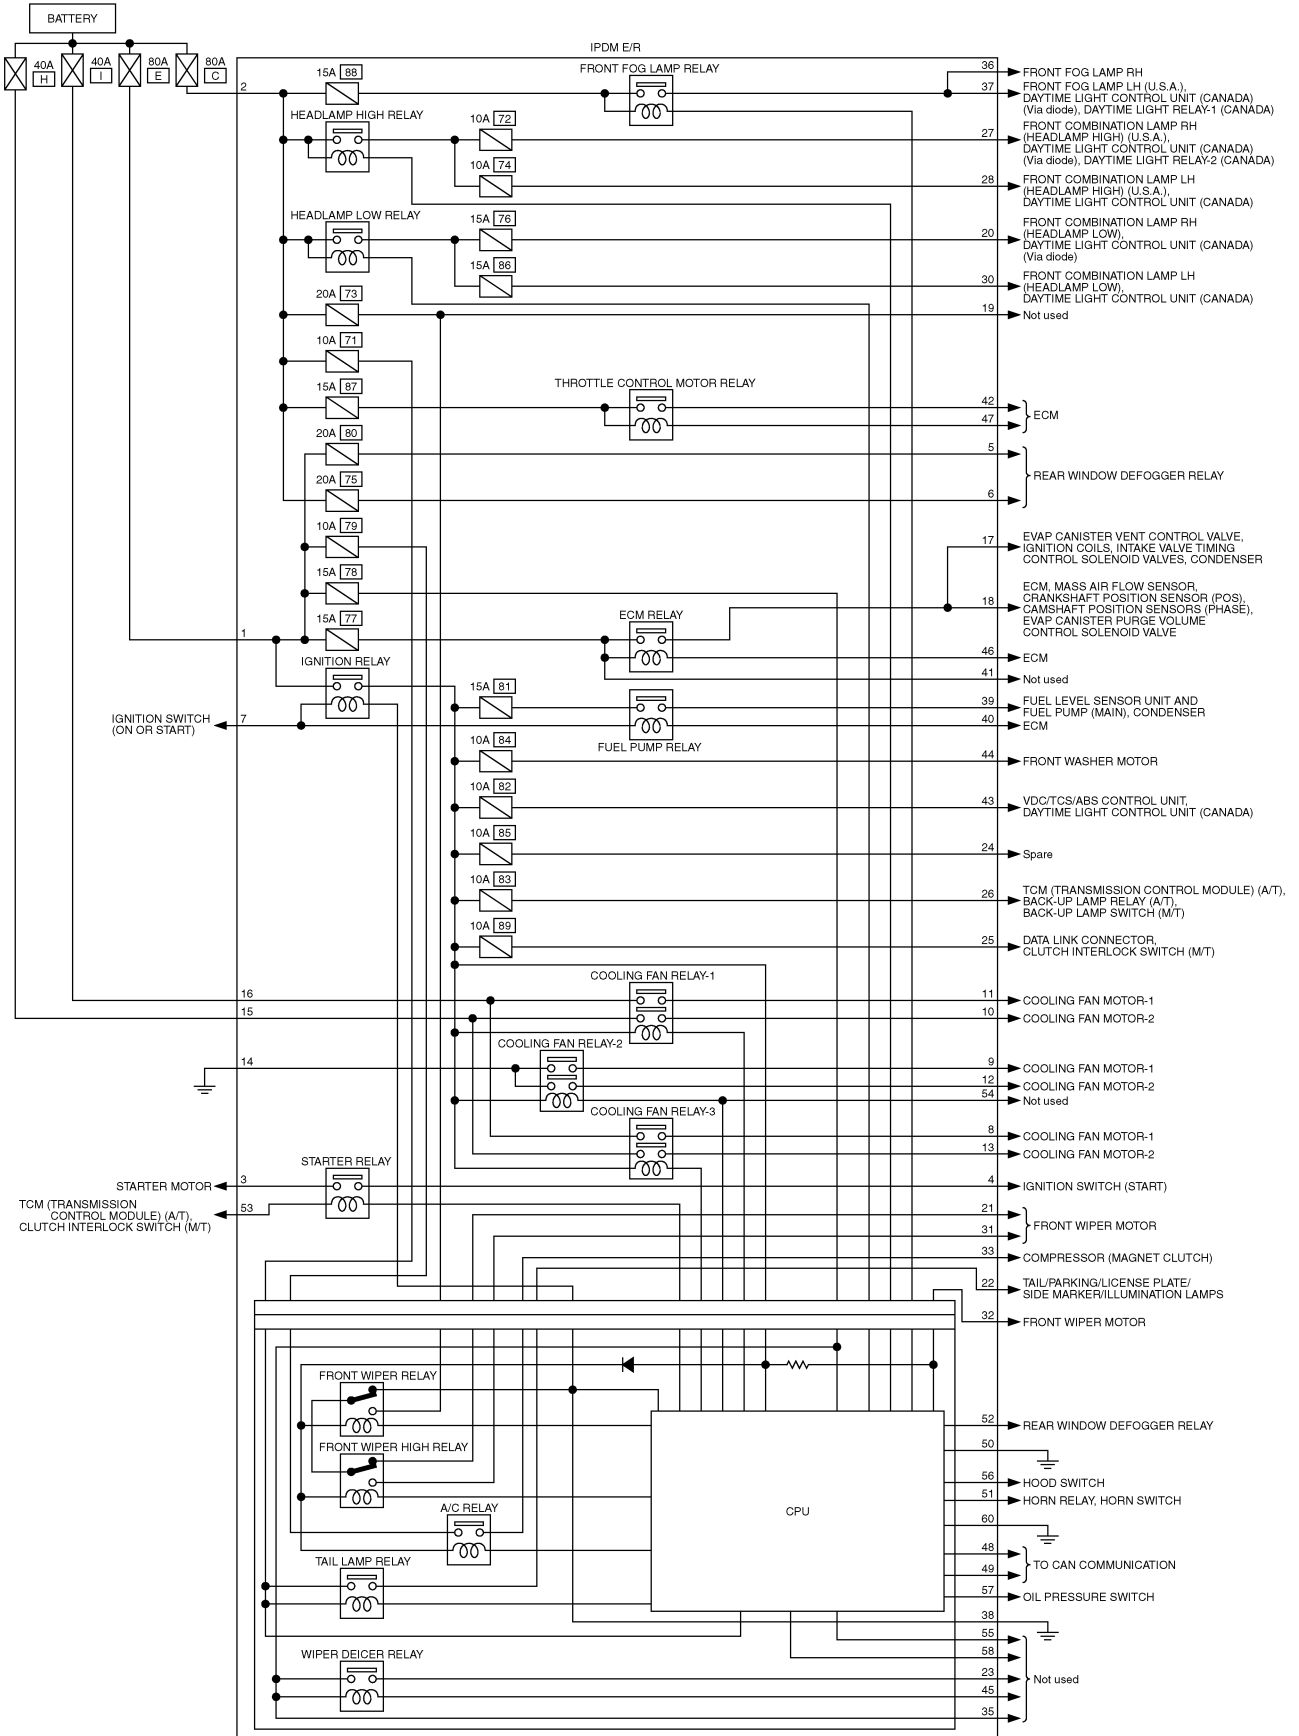 BATTERY
40A H
40A I
80A E
80A C
IPDM E/R
2
15A 88
FRONT FOG LAMP RELAY
36
FRONT FOG LAMP RH
37
FRONT FOG LAMP LH (U.S.A.),
DAYTIME LIGHT CONTROL UNIT (CANADA)
(Via diode), DAYTIME LIGHT RELAY-1 (CANADA)
HEADLAMP HIGH RELAY
10A 72
27
FRONT COMBINATION LAMP RH
(HEADLAMP HIGH) (U.S.A.),
DAYTIME LIGHT CONTROL UNIT (CANADA)
(Via diode), DAYTIME LIGHT RELAY-2 (CANADA)
10A 74
28
FRONT COMBINATION LAMP LH
(HEADLAMP HIGH) (U.S.A.),
DAYTIME LIGHT CONTROL UNIT (CANADA)
HEADLAMP LOW RELAY
15A 76
20
FRONT COMBINATION LAMP RH
(HEADLAMP LOW),
DAYTIME LIGHT CONTROL UNIT (CANADA)
(Via diode)
15A 86
30
FRONT COMBINATION LAMP LH
(HEADLAMP LOW),
DAYTIME LIGHT CONTROL UNIT (CANADA)
20A 73
19
Not used
10A 71
15A 87
THROTTLE CONTROL MOTOR RELAY
42
47
ECM
20A 80
5
20A 75
6
REAR WINDOW DEFOGGER RELAY
10A 79
17
EVAP CANISTER VENT CONTROL VALVE,
IGNITION COILS, INTAKE VALVE TIMING
CONTROL SOLENOID VALVES, CONDENSER
15A 78
18
ECM, MASS AIR FLOW SENSOR,
CRANKSHAFT POSITION SENSOR (POS),
CAMSHAFT POSITION SENSORS (PHASE),
EVAP CANISTER PURGE VOLUME
CONTROL SOLENOID VALVE
1
15A 77
ECM RELAY
46
ECM
41
Not used
IGNITION RELAY
15A 81
39
FUEL LEVEL SENSOR UNIT AND
FUEL PUMP (MAIN), CONDENSER
IGNITION SWITCH
(ON OR START)
7
40
ECM
FUEL PUMP RELAY
10A 84
44
FRONT WASHER MOTOR
10A 82
43
VDC/TCS/ABS CONTROL UNIT,
DAYTIME LIGHT CONTROL UNIT (CANADA)
10A 85
24
Spare
10A 83
26
TCM (TRANSMISSION CONTROL MODULE) (A/T),
BACK-UP LAMP RELAY (A/T),
BACK-UP LAMP SWITCH (M/T)
10A 89
25
DATA LINK CONNECTOR,
CLUTCH INTERLOCK SWITCH (M/T)
COOLING FAN RELAY-1
16
11
COOLING FAN MOTOR-1
15
10
COOLING FAN MOTOR-2
COOLING FAN RELAY-2
14
9
COOLING FAN MOTOR-1
12
COOLING FAN MOTOR-2
54
Not used
COOLING FAN RELAY-3
8
COOLING FAN MOTOR-1
13
COOLING FAN MOTOR-2
STARTER RELAY
STARTER MOTOR
3
4
IGNITION SWITCH (START)
TCM (TRANSMISSION
CONTROL MODULE) (A/T),
CLUTCH INTERLOCK SWITCH (M/T)
53
21
31
FRONT WIPER MOTOR
33
COMPRESSOR (MAGNET CLUTCH)
22
TAIL/PARKING/LICENSE PLATE/
SIDE MARKER/ILLUMINATION LAMPS
32
FRONT WIPER MOTOR
FRONT WIPER RELAY
52
REAR WINDOW DEFOGGER RELAY
FRONT WIPER HIGH RELAY
50
56
HOOD SWITCH
51
HORN RELAY, HORN SWITCH
A/C RELAY
CPU
60
48
49
TO CAN COMMUNICATION
TAIL LAMP RELAY
57
OIL PRESSURE SWITCH
38
55
58
WIPER DEICER RELAY
23
45
35
Not used